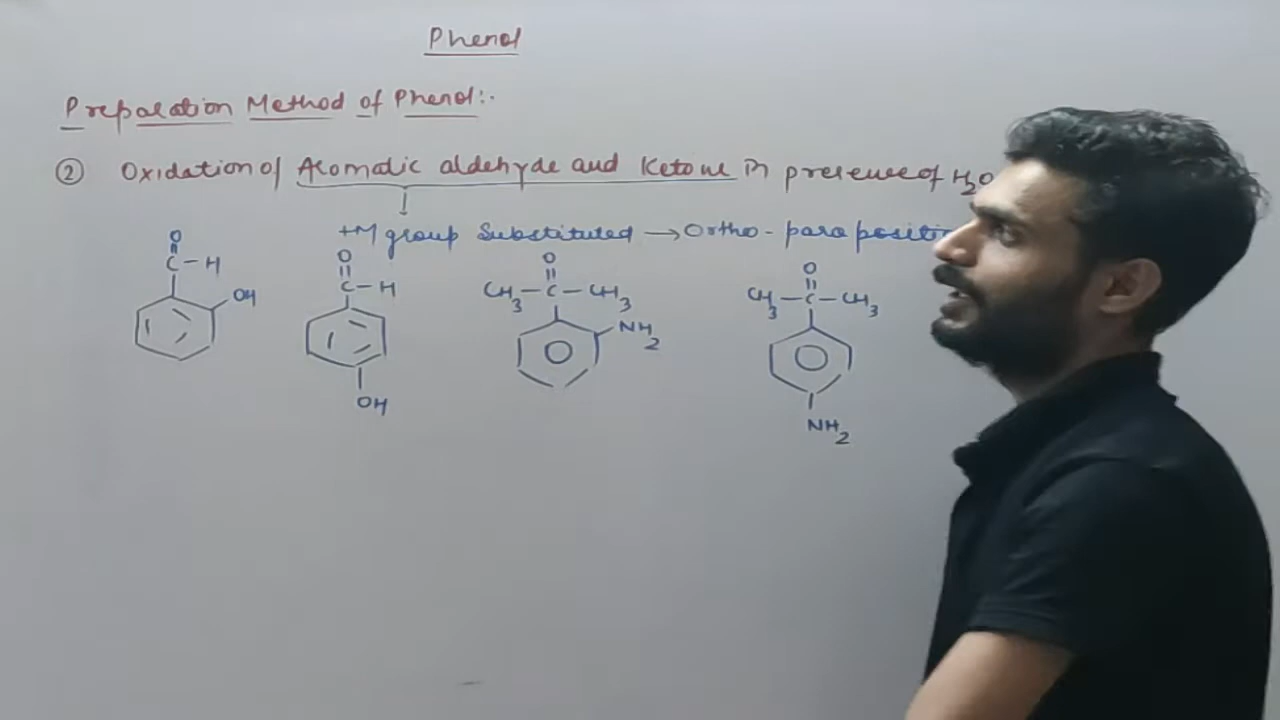 Phenol
Preparation Method of Phenol:-
② Oxidation of Aromatic aldehyde and Ketone in presence of H2O
+M group Substituted → Ortho - para
O
C - H
OH
O
C - H
OH
O
CH3 - C - CH3
NH2
O
CH3 - C - CH3
NH2